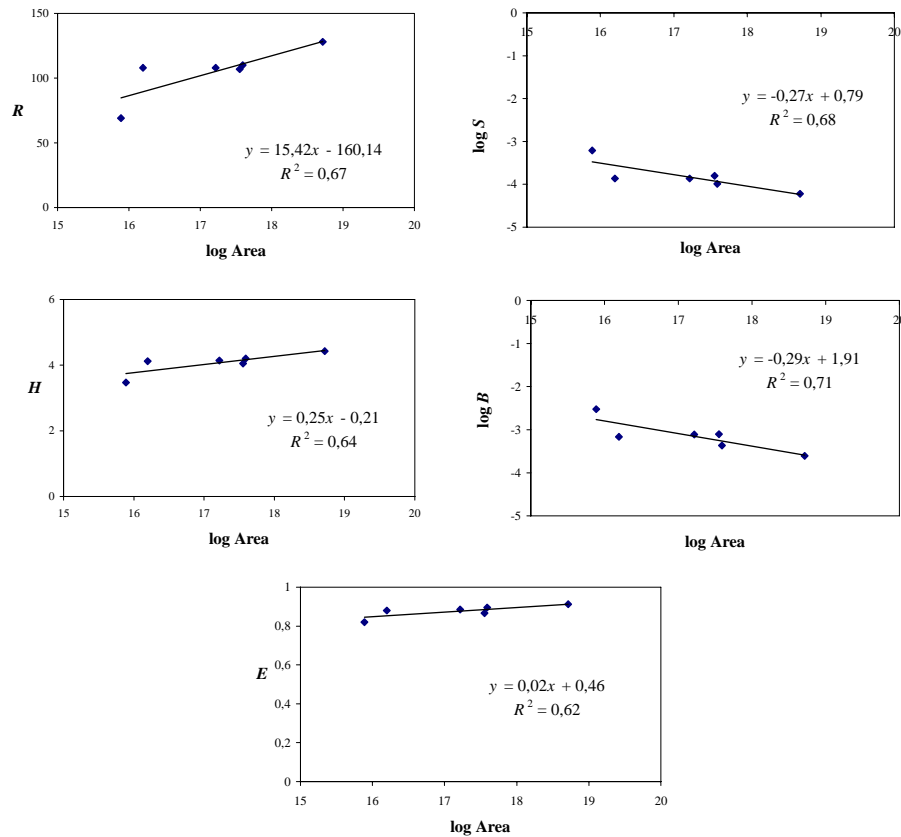 150
100
50
0
R
15 16 17 18 19 20
log Area
y = 15,42x - 160,14
R² = 0,67
0
-1
-2
-3
-4
-5
log S
15 16 17 18 19 20
y = -0,27x + 0,79
R² = 0,68
log Area
6
4
2
0
H
15 16 17 18 19 20
log Area
y = 0,25x - 0,21
R² = 0,64
0
-1
-2
-3
-4
-5
log B
15 16 17 18 19 20
y = -0,29x + 1,91
R² = 0,71
log Area
1
0,8
0,6
0,4
0,2
0
E
15 16 17 18 19 20
log Area
y = 0,02x + 0,46
R² = 0,62